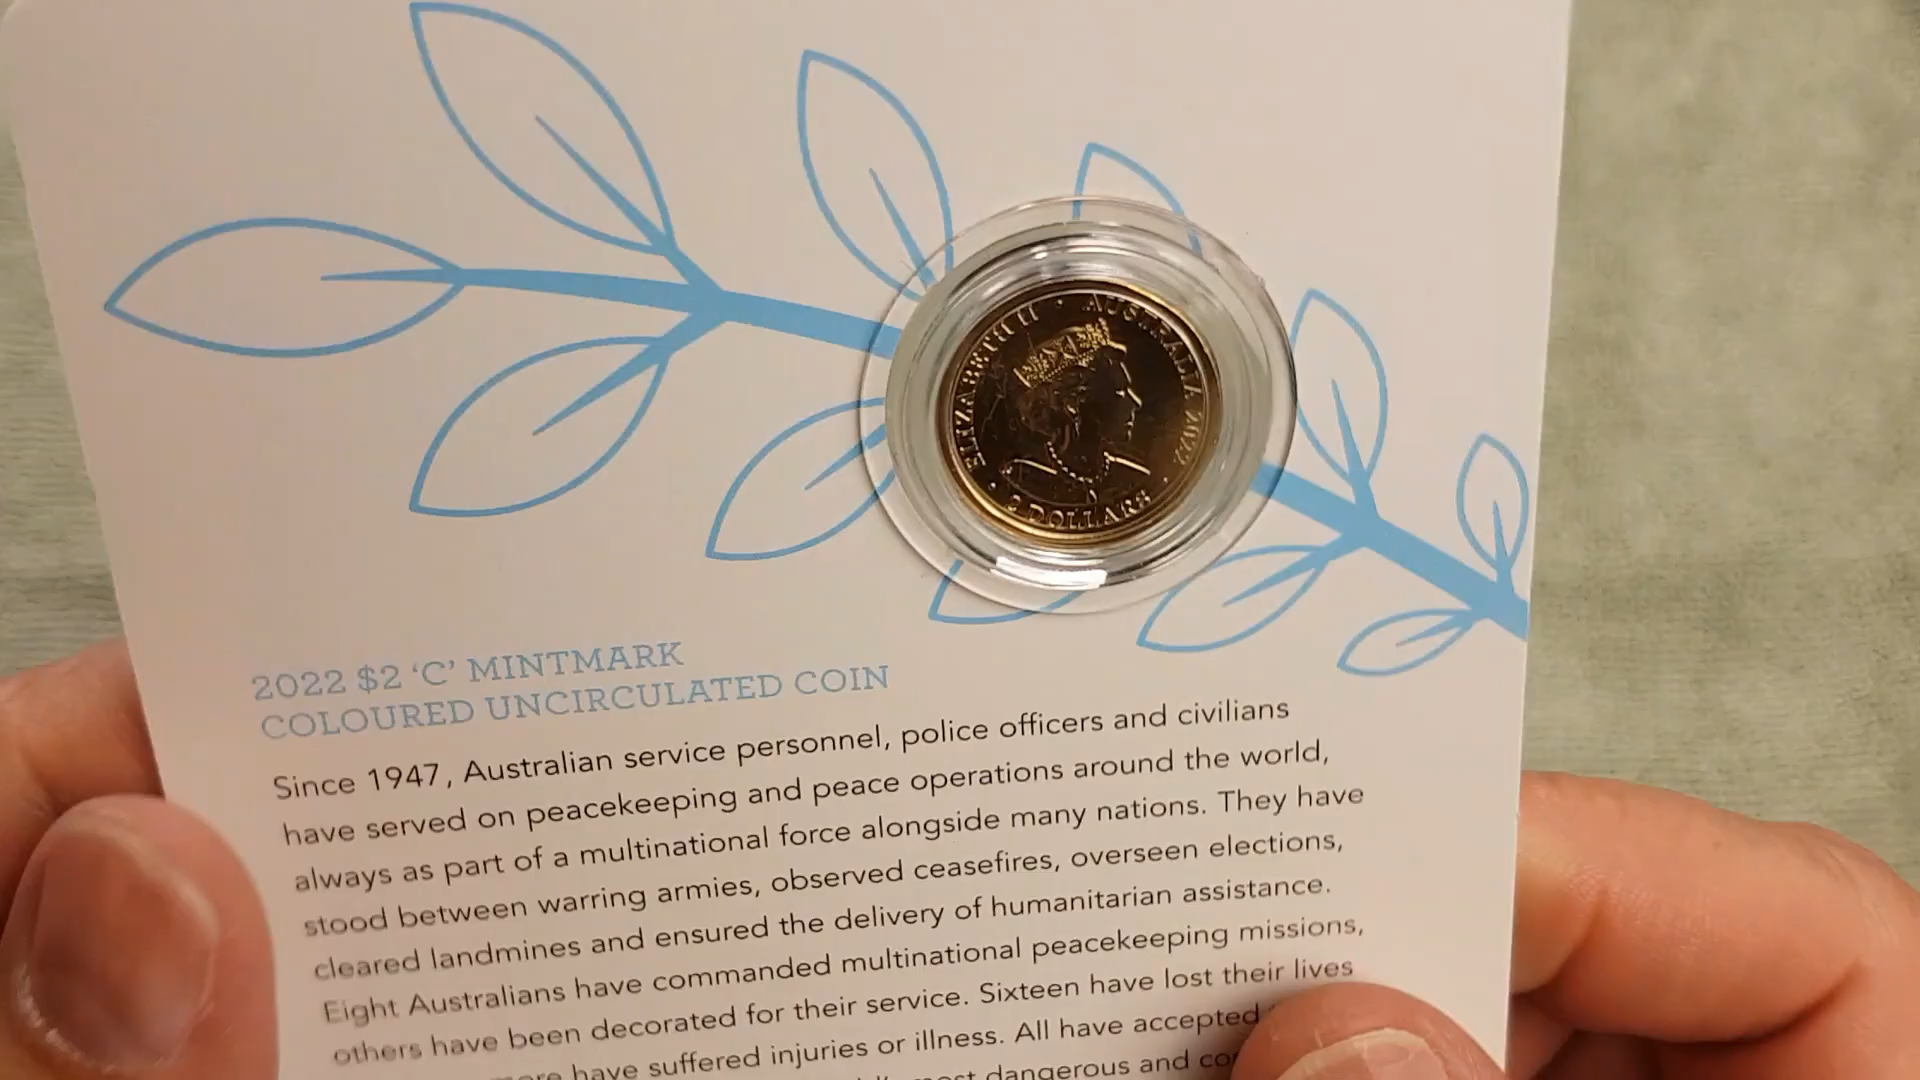 ELIZABETH II · AUSTRALIA 2022
· 2 DOLLARS ·
2022 $2 ‘C’ MINTMARK
COLOURED UNCIRCULATED COIN
Since 1947, Australian service personnel, police officers and civilians
have served on peacekeeping and peace operations around the world,
always as part of a multinational force alongside many nations. They have
stood between warring armies, observed ceasefires, overseen elections,
cleared landmines and ensured the delivery of humanitarian assistance.
Eight Australians have commanded multinational peacekeeping missions,
others have been decorated for their service. Sixteen have lost their lives
have suffered injuries or illness. All have accepted
dangerous and